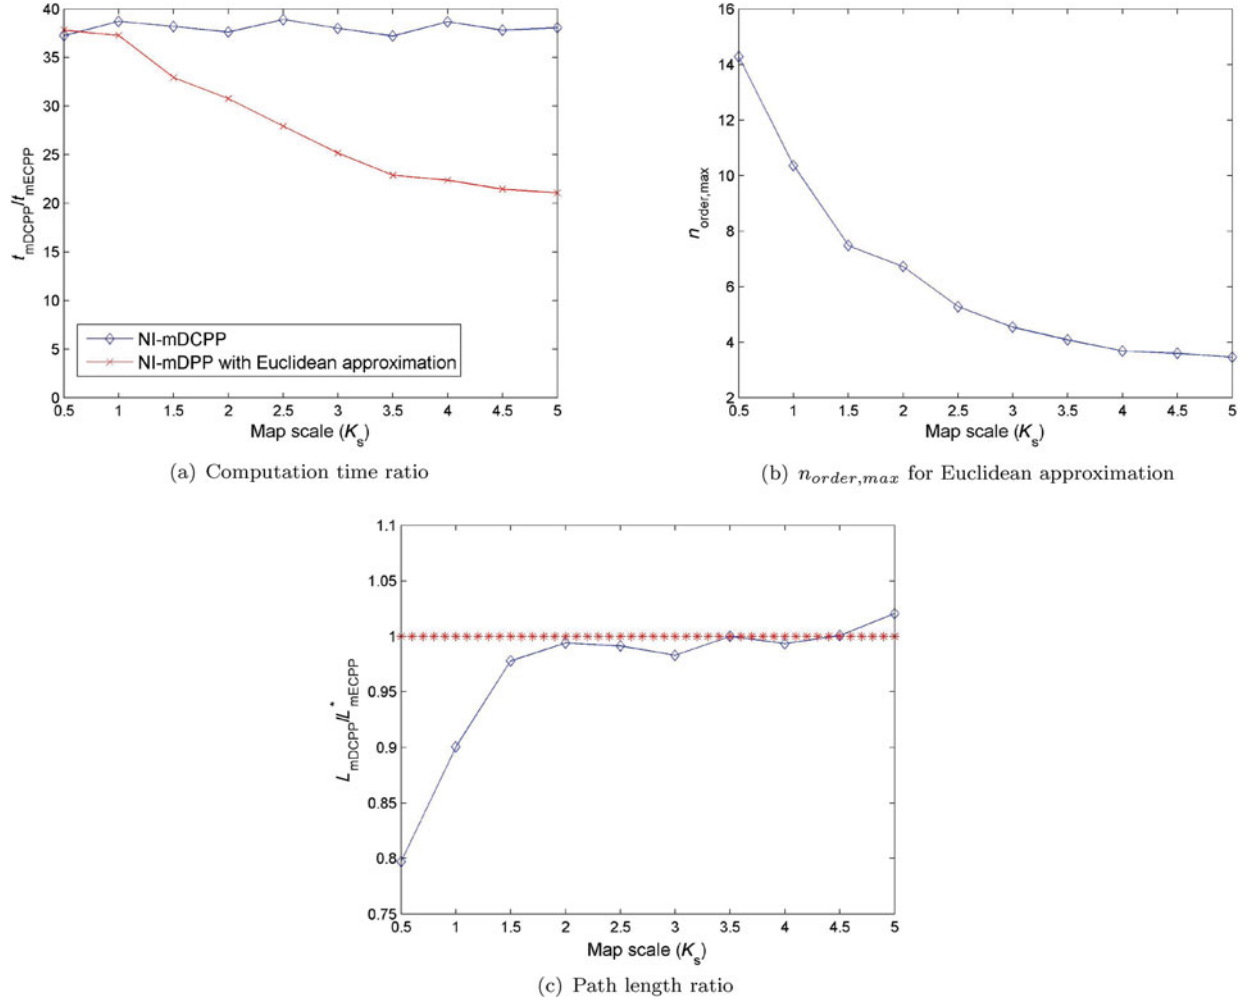 40
35
30
25
20
15
10
5
0
t_mDCPP/t_mECPP
NI-mDCPP
NI-mDPP with Euclidean approximation
0.5 1 1.5 2 2.5 3 3.5 4 4.5 5
Map scale (K_s)
(a) Computation time ratio
16
14
12
10
8
6
4
2
n_order,max
0.5 1 1.5 2 2.5 3 3.5 4 4.5 5
Map scale (K_s)
(b) n_order,max for Euclidean approximation
1.1
1.05
1
0.95
0.9
0.85
0.8
0.75
L_mDCPP/L*_mECPP
0.5 1 1.5 2 2.5 3 3.5 4 4.5 5
Map scale (K_s)
(c) Path length ratio